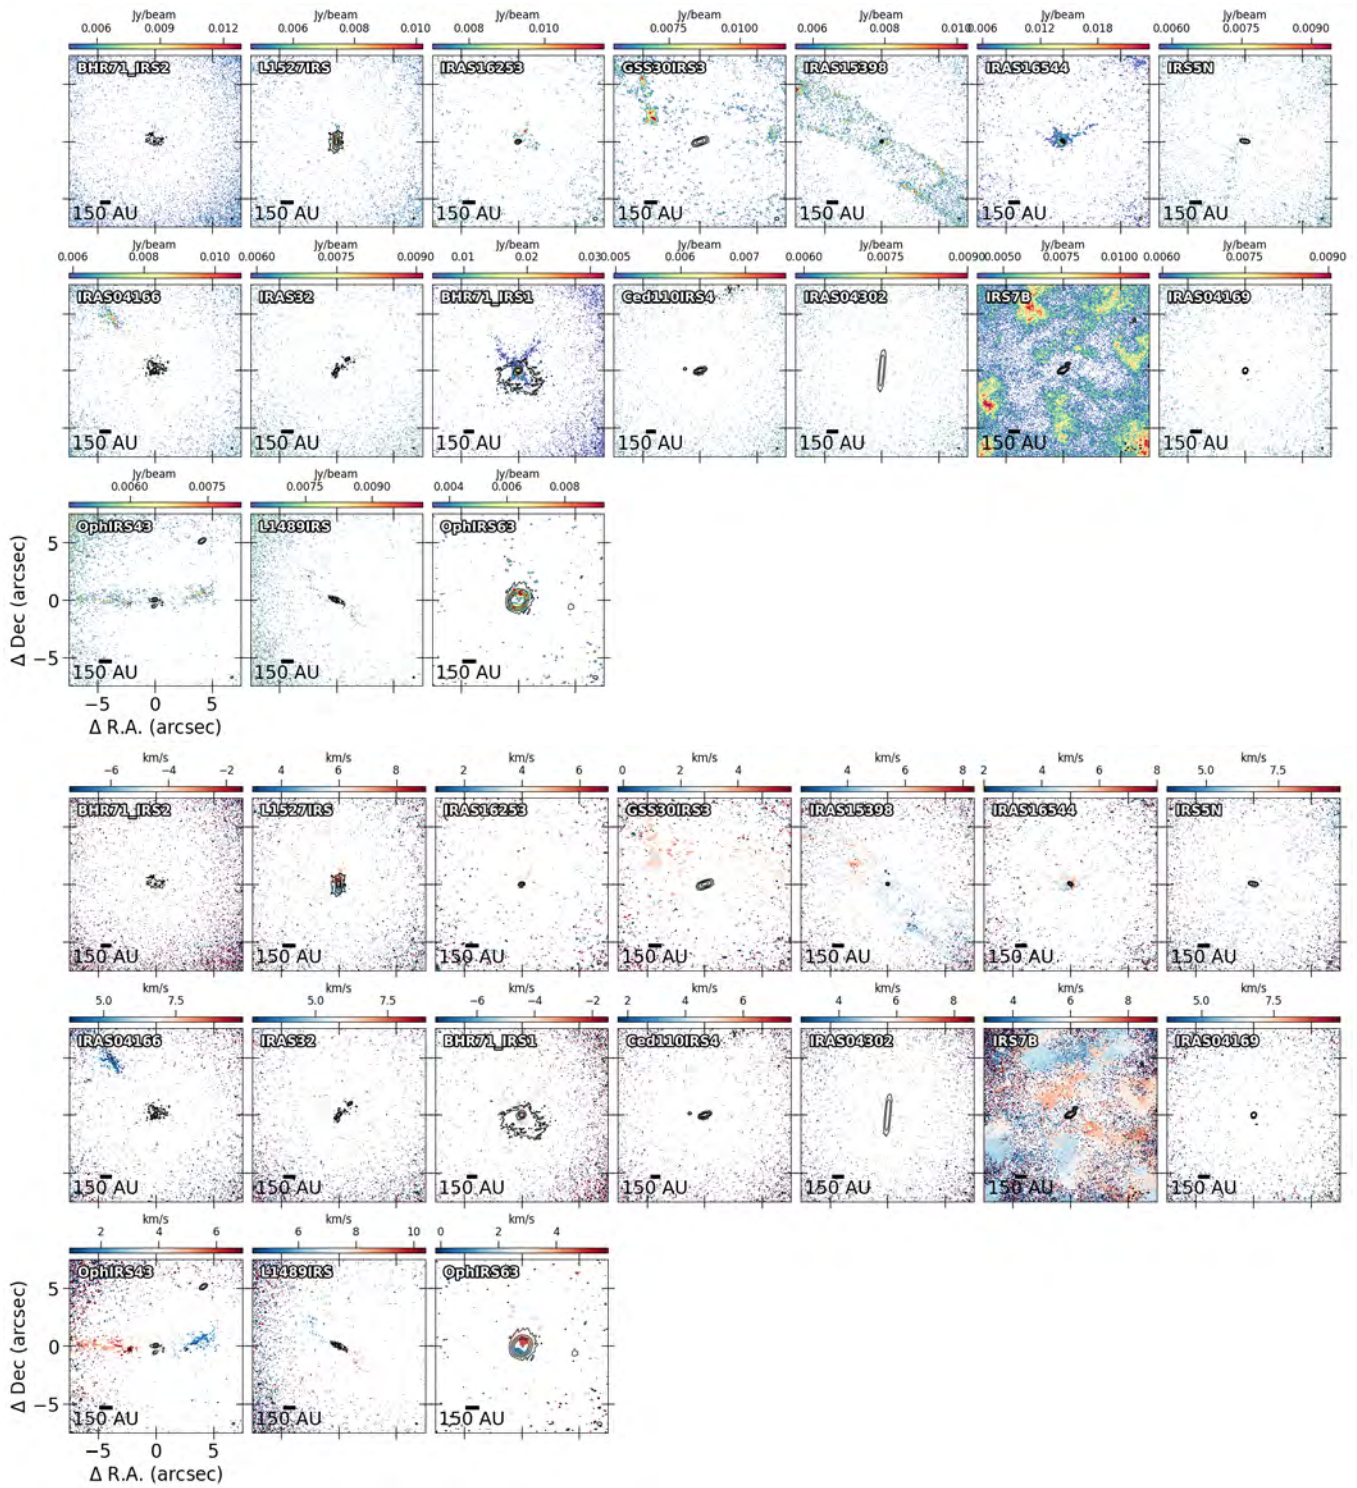 Jy/beam Jy/beam Jy/beam Jy/beam Jy/beam Jy/beam Jy/beam
0.006 0.009 0.012 0.006 0.008 0.010 0.008 0.010 0.0075 0.0100 0.006 0.008 0.010 0.006 0.012 0.018 0.0060 0.0075 0.0090
BHR71_IRS2 L1527IRS IRAS16253 GSS30IRS3 IRAS15398 IRAS16544 IRS5N
150 AU 150 AU 150 AU 150 AU 150 AU 150 AU 150 AU
Jy/beam Jy/beam Jy/beam Jy/beam Jy/beam Jy/beam Jy/beam
0.006 0.008 0.010 0.0060 0.0075 0.0090 0.01 0.02 0.03 0.005 0.006 0.007 0.0060 0.0075 0.0090 0.0050 0.0075 0.0100 0.0060 0.0075 0.0090
IRAS04166 IRAS32 BHR71_IRS1 Ced110IRS4 IRAS04302 IRS7B IRAS04169
150 AU 150 AU 150 AU 150 AU 150 AU 150 AU 150 AU
Jy/beam Jy/beam Jy/beam
0.0060 0.0075 0.0075 0.0090 0.004 0.006 0.008
OphIRS43 L1489IRS OphIRS63
5
0
−5
Δ Dec (arcsec)
150 AU 150 AU 150 AU
−5 0 5
Δ R.A. (arcsec)
km/s km/s km/s km/s km/s km/s km/s
−6 −4 −2 4 6 8 2 4 6 0 2 4 4 6 8 2 4 6 8 5.0 7.5
BHR71_IRS2 L1527IRS IRAS16253 GSS30IRS3 IRAS15398 IRAS16544 IRS5N
150 AU 150 AU 150 AU 150 AU 150 AU 150 AU 150 AU
km/s km/s km/s km/s km/s km/s km/s
5.0 7.5 5.0 7.5 −6 −4 −2 2 4 6 4 6 8 4 6 8 5.0 7.5
IRAS04166 IRAS32 BHR71_IRS1 Ced110IRS4 IRAS04302 IRS7B IRAS04169
150 AU 150 AU 150 AU 150 AU 150 AU 150 AU 150 AU
km/s km/s km/s
2 4 6 6 8 10 0 2 4
OphIRS43 L1489IRS OphIRS63
5
0
−5
Δ Dec (arcsec)
150 AU 150 AU 150 AU
−5 0 5
Δ R.A. (arcsec)